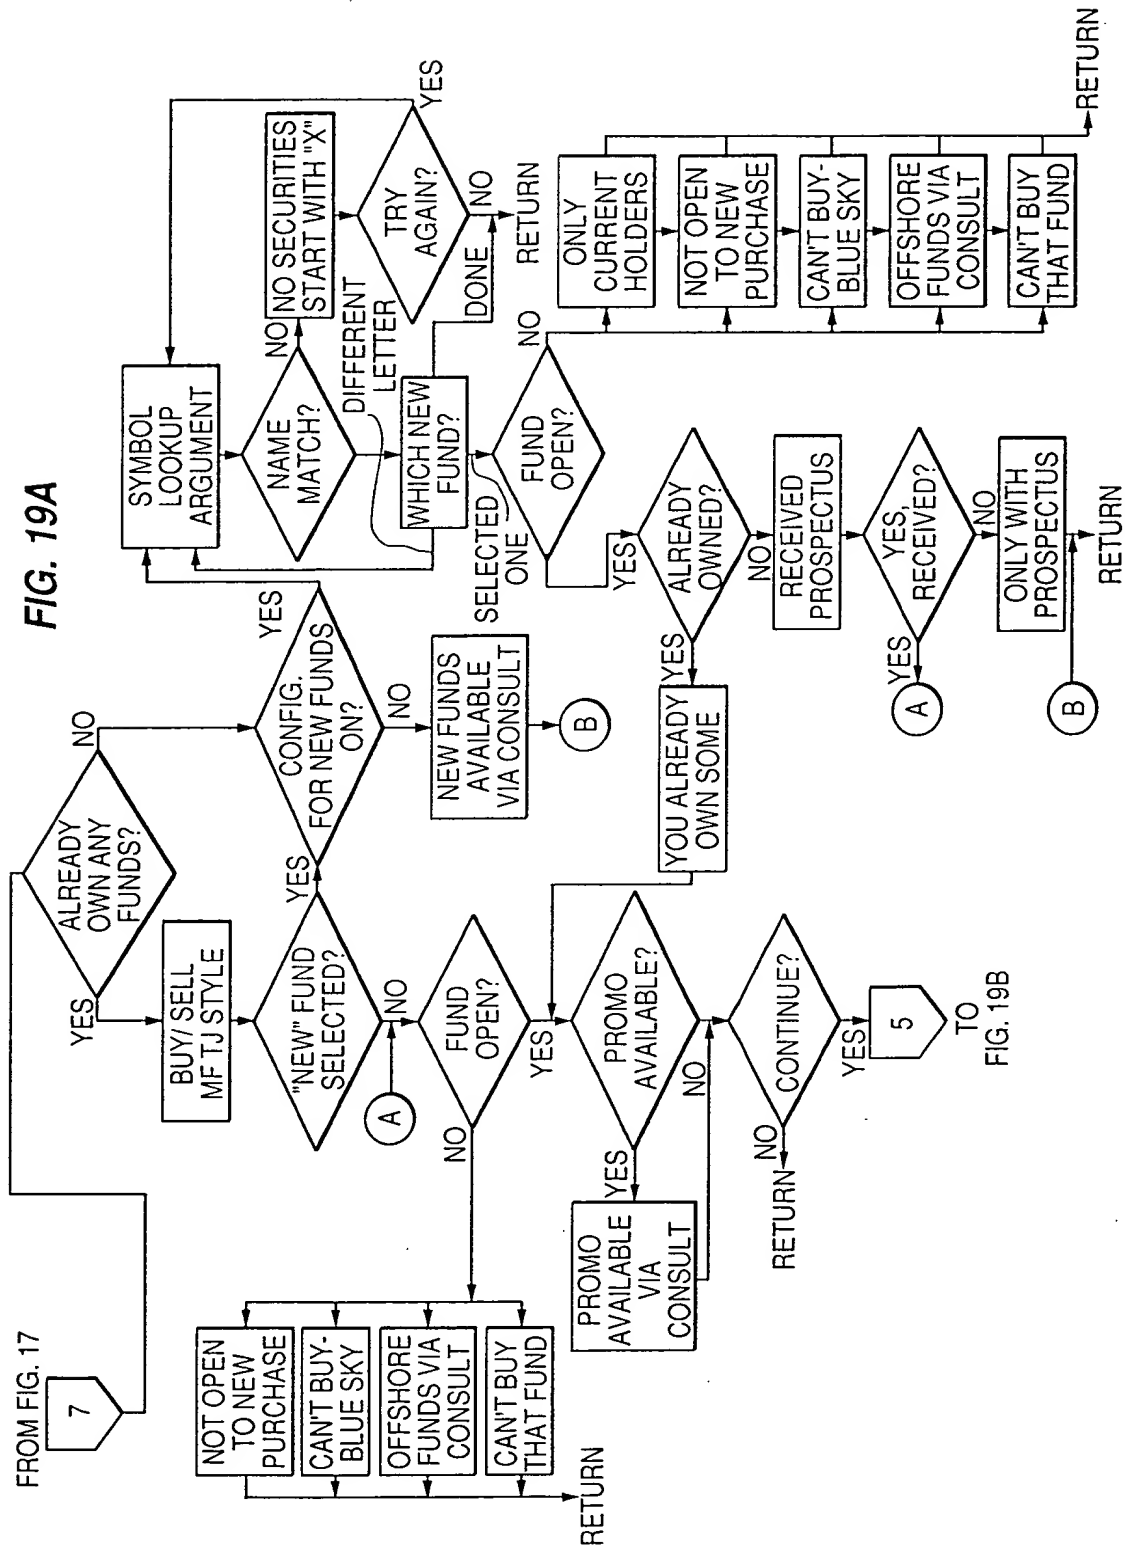 FIG. 19A
FROM FIG. 17
7
ALREADY
OWN ANY
FUNDS?
YES
NO
BUY/ SELL
MF TJ STYLE
"NEW" FUND
SELECTED?
YES
NO
A
CONFIG.
FOR NEW FUNDS
ON?
YES
NO
NEW FUNDS
AVAILABLE
VIA CONSULT
B
SYMBOL
LOOKUP
ARGUMENT
NAME
MATCH?
NO
NO SECURITIES
START WITH "X"
TRY
AGAIN?
YES
NO
RETURN
DIFFERENT
LETTER
WHICH NEW
FUND?
DONE
SELECTED
ONE
FUND
OPEN?
NO
YES
ONLY
CURRENT
HOLDERS
NOT OPEN
TO NEW
PURCHASE
CAN'T BUY-
BLUE SKY
OFFSHORE
FUNDS VIA
CONSULT
CAN'T BUY
THAT FUND
RETURN
ALREADY
OWNED?
YES
NO
YOU ALREADY
OWN SOME
RECEIVED
PROSPECTUS
YES,
RECEIVED?
YES
A
NO
ONLY WITH
PROSPECTUS
B
RETURN
FUND
OPEN?
NO
YES
NOT OPEN
TO NEW
PURCHASE
CAN'T BUY-
BLUE SKY
OFFSHORE
FUNDS VIA
CONSULT
CAN'T BUY
THAT FUND
RETURN
PROMO
AVAILABLE?
YES
NO
PROMO
AVAILABLE
VIA
CONSULT
CONTINUE?
NO
RETURN
YES
5
TO
FIG. 19B